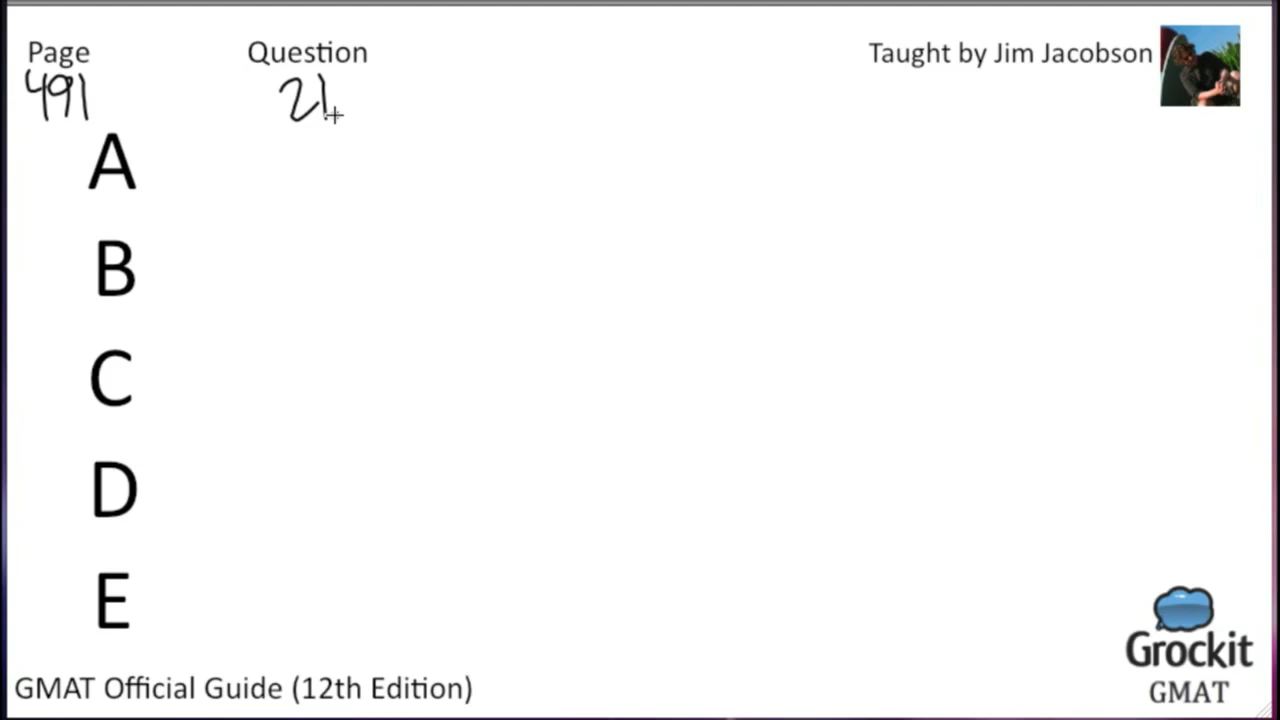 Page Question Taught by Jim Jacobson
491 21
A
B
C
D
E
Grockit
GMAT
GMAT Official Guide (12th Edition)